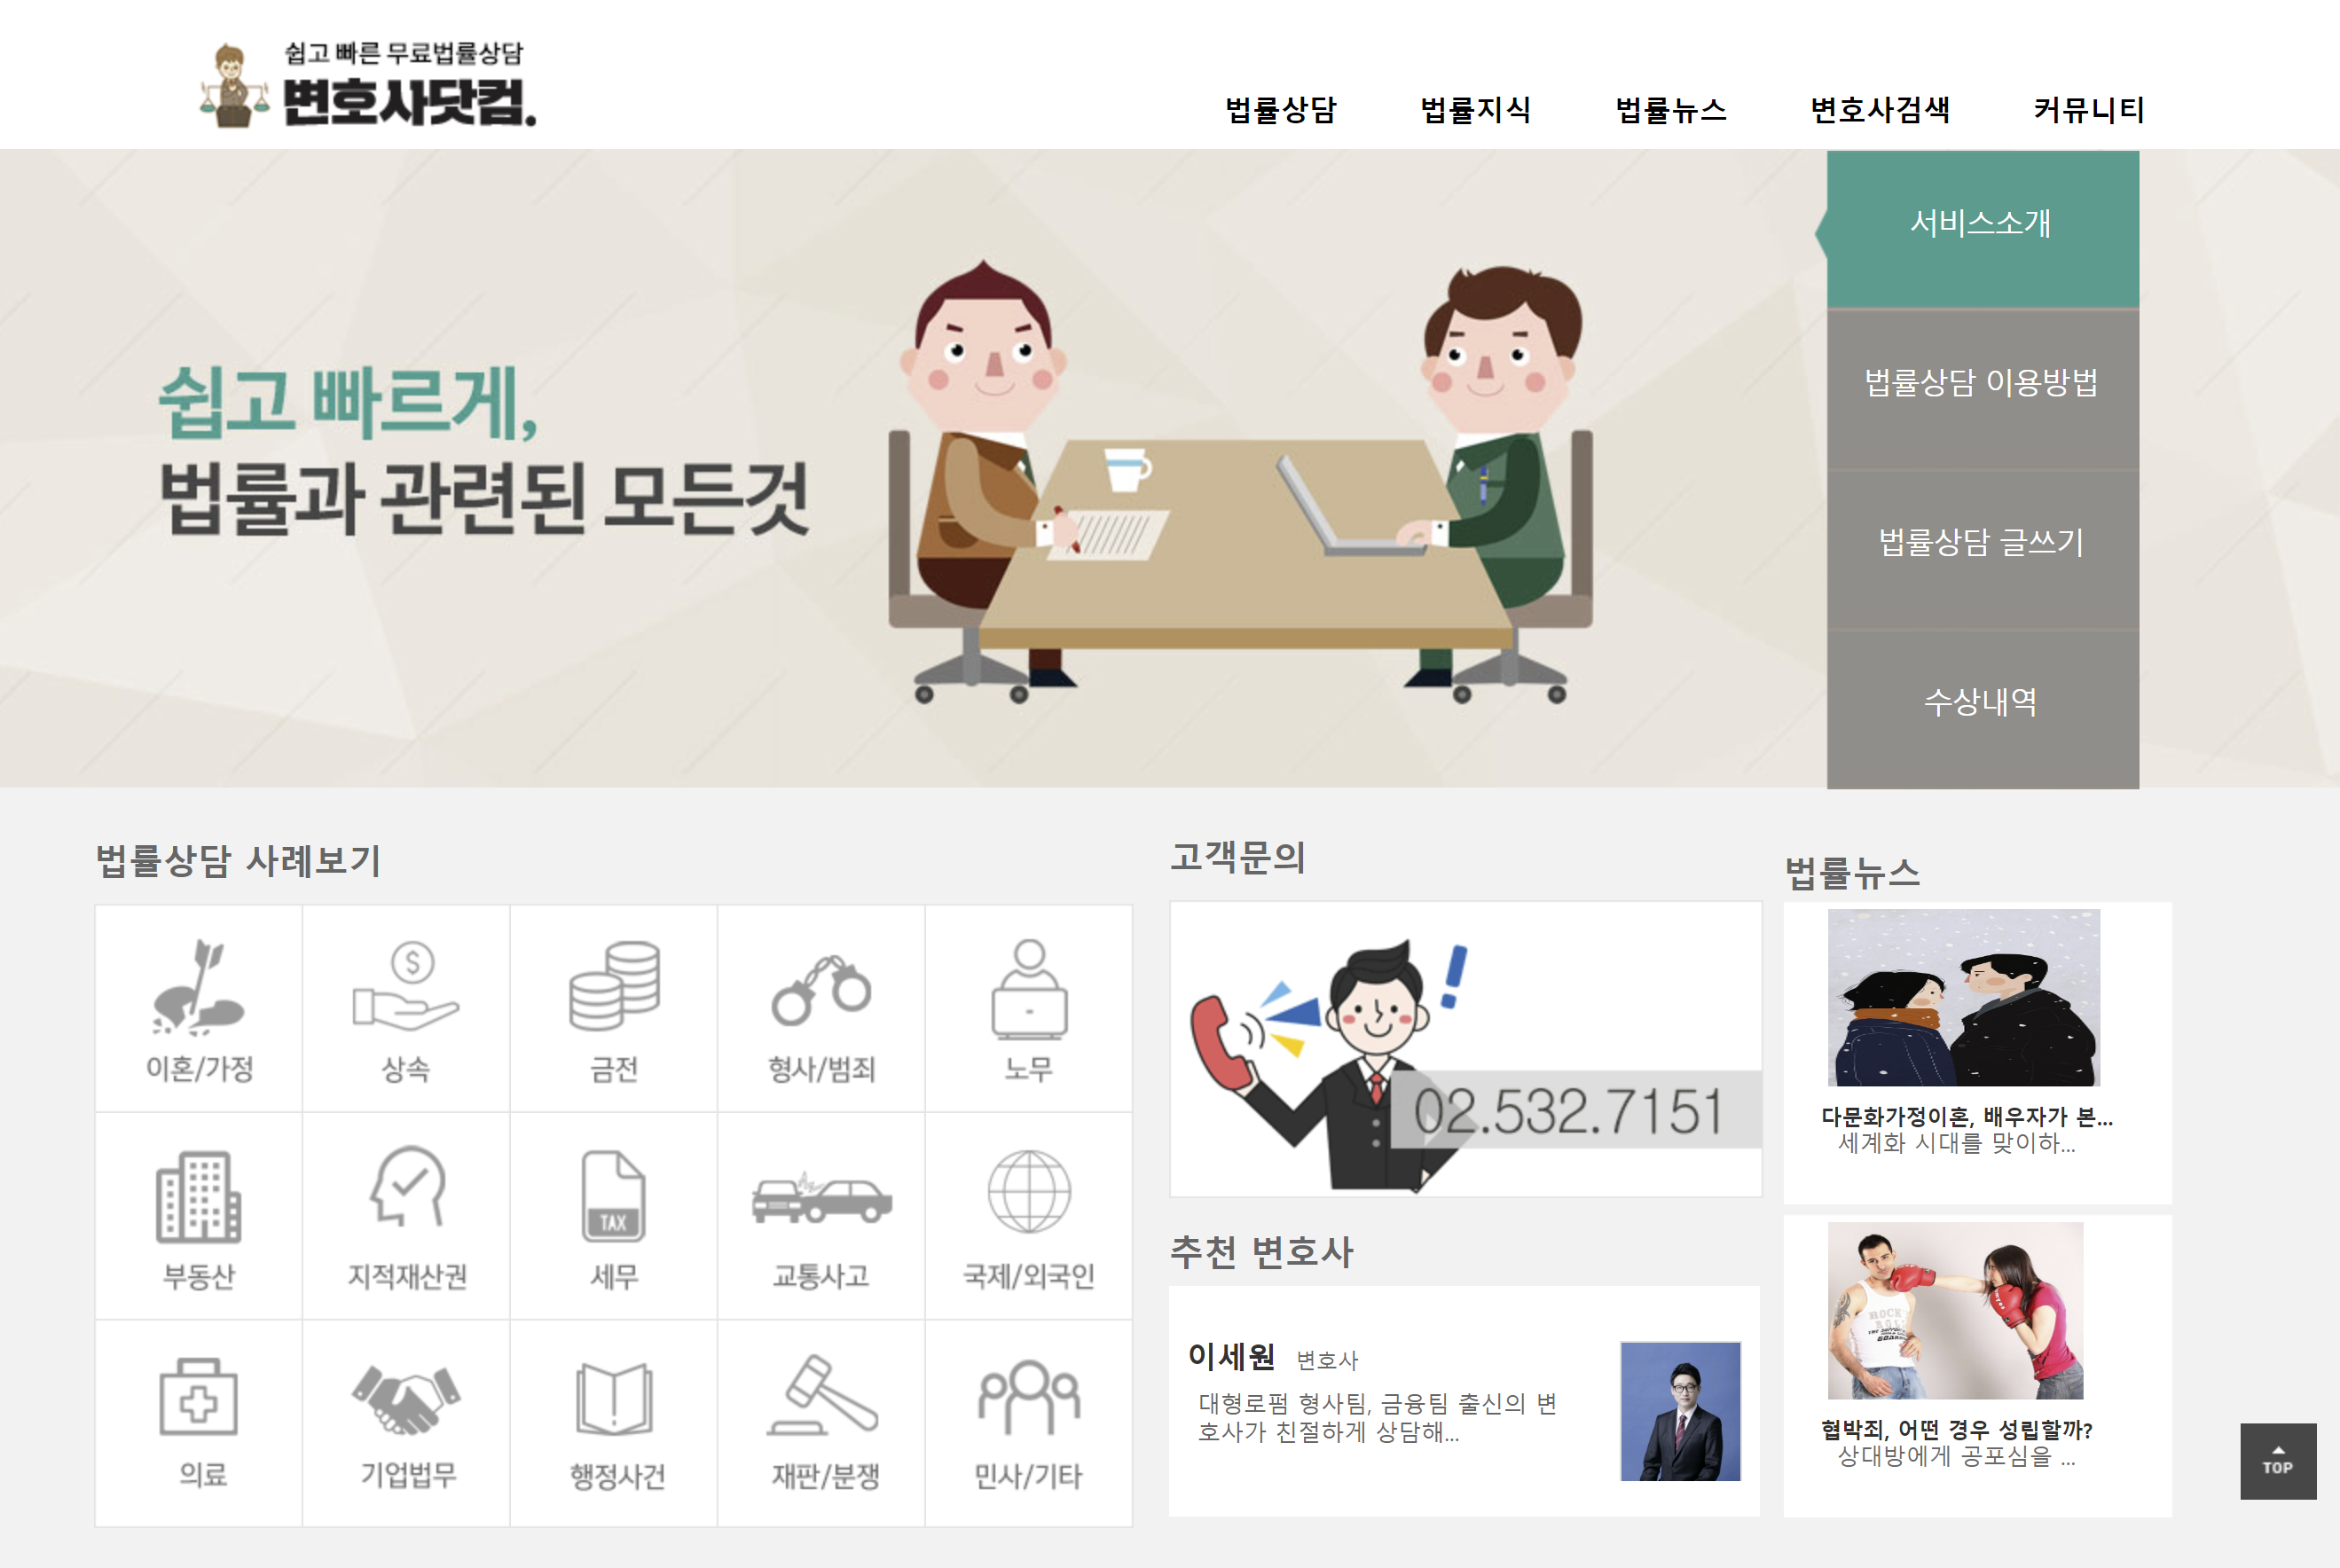 쉽고 빠른 무료법률상담
변호사닷컴.
법률상담 법률지식 법률뉴스 변호사검색 커뮤니티
쉽고 빠르게,
법률과 관련된 모든것
서비스소개
법률상담 이용방법
법률상담 글쓰기
수상내역
법률상담 사례보기
이혼/가정 상속 금전 형사/범죄 노무
TAX
부동산 지적재산권 세무 교통사고 국제/외국인
의료 기업법무 행정사건 재판/분쟁 민사/기타
고객문의
02.532.7151
추천 변호사
이세원 변호사
대형로펌 형사팀, 금융팀 출신의 변
호사가 친절하게 상담해...
법률뉴스
다문화가정이혼, 배우자가 본...
세계화 시대를 맞이하...
HOCK
협박죄, 어떤 경우 성립할까?
상대방에게 공포심을 ...
TOP